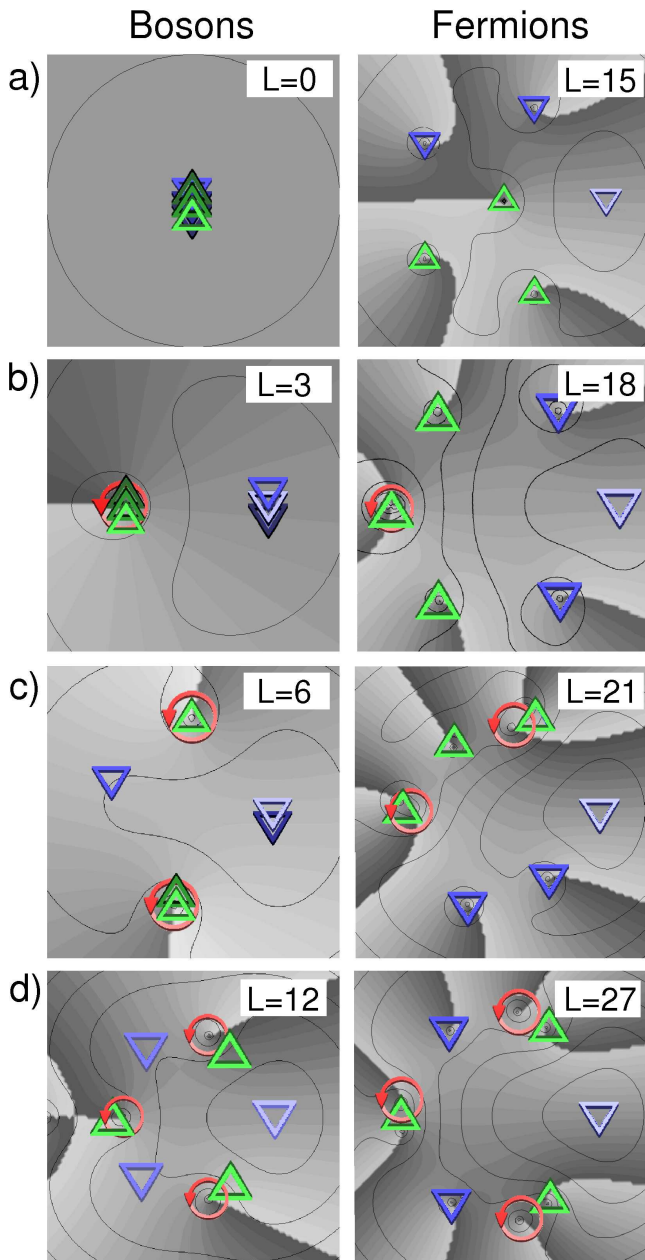 Bosons Fermions
a) L=0 L=15
b) L=3 L=18
c) L=6 L=21
d) L=12 L=27